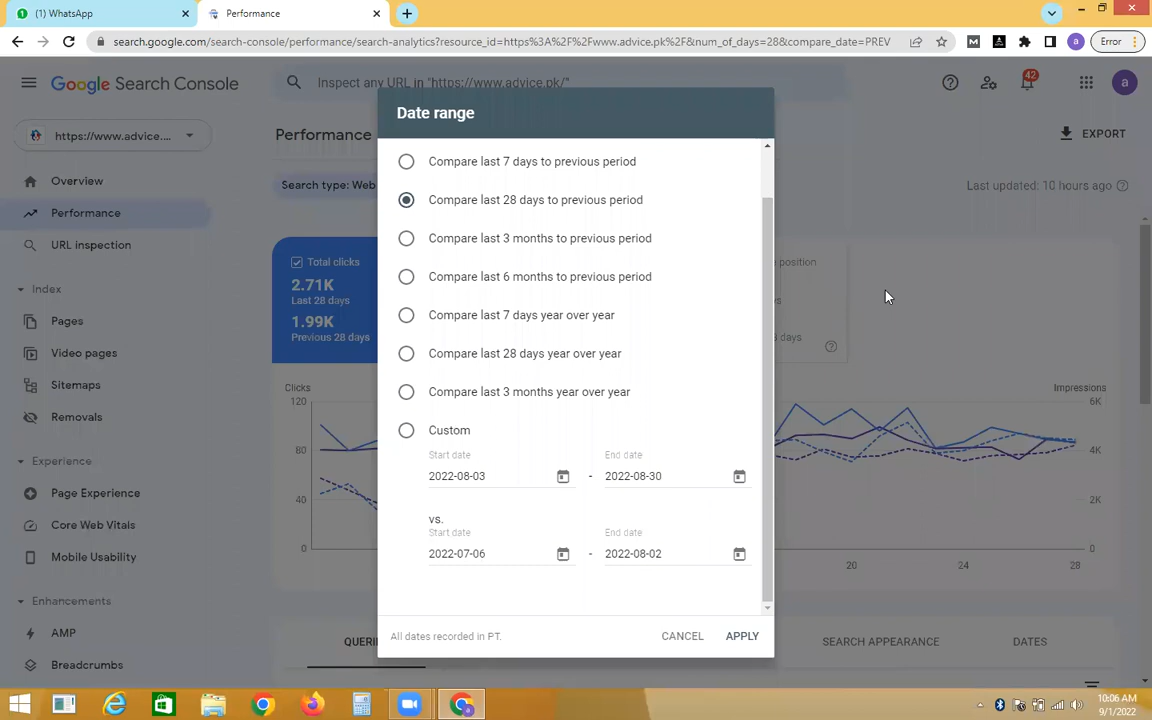 (1) WhatsApp
Performance
search.google.com/search-console/performance/search-analytics?resource_id=https%3A%2F%2Fwww.advice.pk%2F&num_of_days=28&compare_date=PREV
Error
Google Search Console
Inspect any URL in "https://www.advice.pk/"
42
a
https://www.advice....
Performance
EXPORT
Search type: Web
Last updated: 10 hours ago
Overview
Performance
URL inspection
Index
Pages
Video pages
Sitemaps
Removals
Experience
Page Experience
Core Web Vitals
Mobile Usability
Enhancements
AMP
Breadcrumbs
Total clicks
2.71K
Last 28 days
1.99K
Previous 28 days
position
days
Clicks
120
80
40
0
Impressions
6K
4K
2K
0
20
24
28
Date range
Compare last 7 days to previous period
Compare last 28 days to previous period
Compare last 3 months to previous period
Compare last 6 months to previous period
Compare last 7 days year over year
Compare last 28 days year over year
Compare last 3 months year over year
Custom
Start date
End date
2022-08-03 - 2022-08-30
vs.
Start date
End date
2022-07-06 - 2022-08-02
All dates recorded in PT.
CANCEL
APPLY
SEARCH APPEARANCE
DATES
10:06 AM
9/1/2022